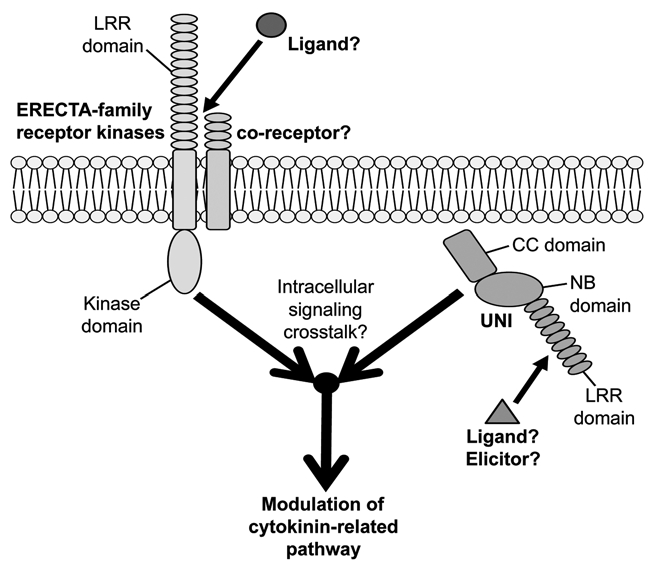 LRR
domain
Ligand?
ERECTA-family
receptor kinases
co-receptor?
CC domain
NB
domain
UNI
Kinase
domain
Intracellular
signaling
crosstalk?
LRR
domain
Ligand?
Elicitor?
Modulation of
cytokinin-related
pathway